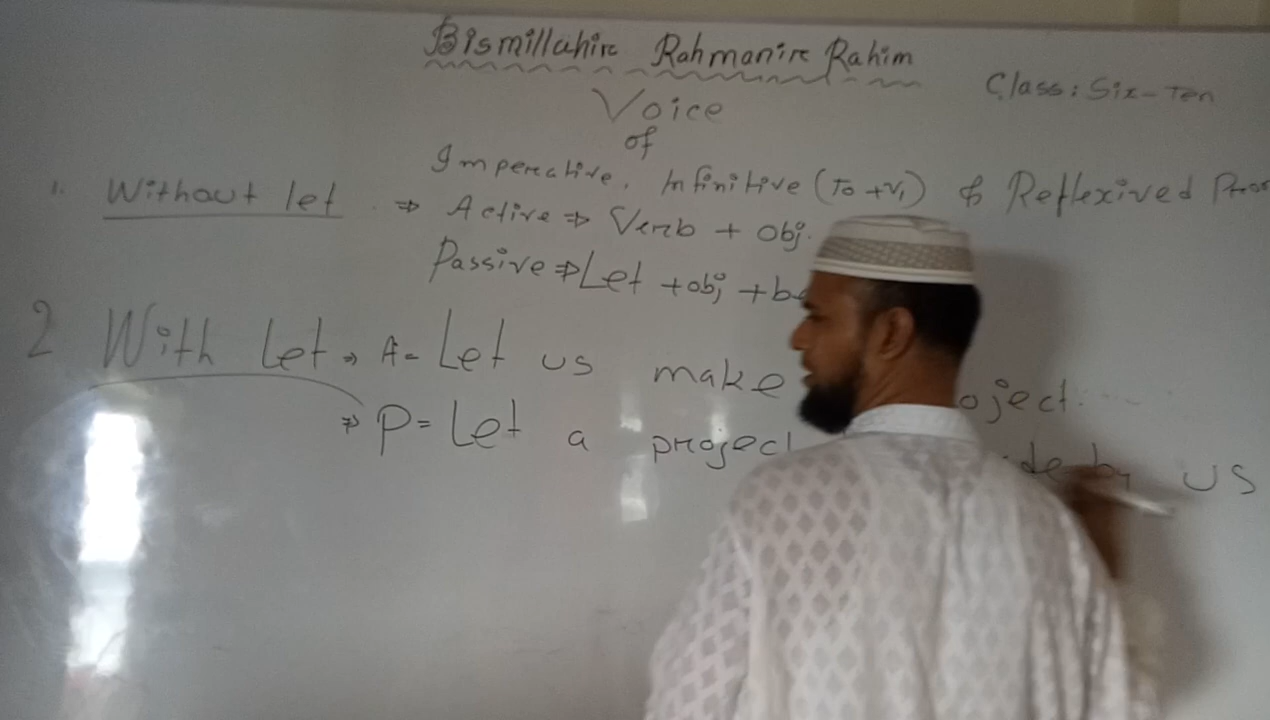 Bismillahir Rahmanir Rahim
Class: Six-Ten
Voice
of
Imperative, Infinitive (To +V₁) & Reflexived
1. Without let ⇒ Active ⇒ Verb + Obj.
Passive ⇒ Let + obj + be
2 With Let ⇒ A = Let us make
⇒ P = Let a project by US